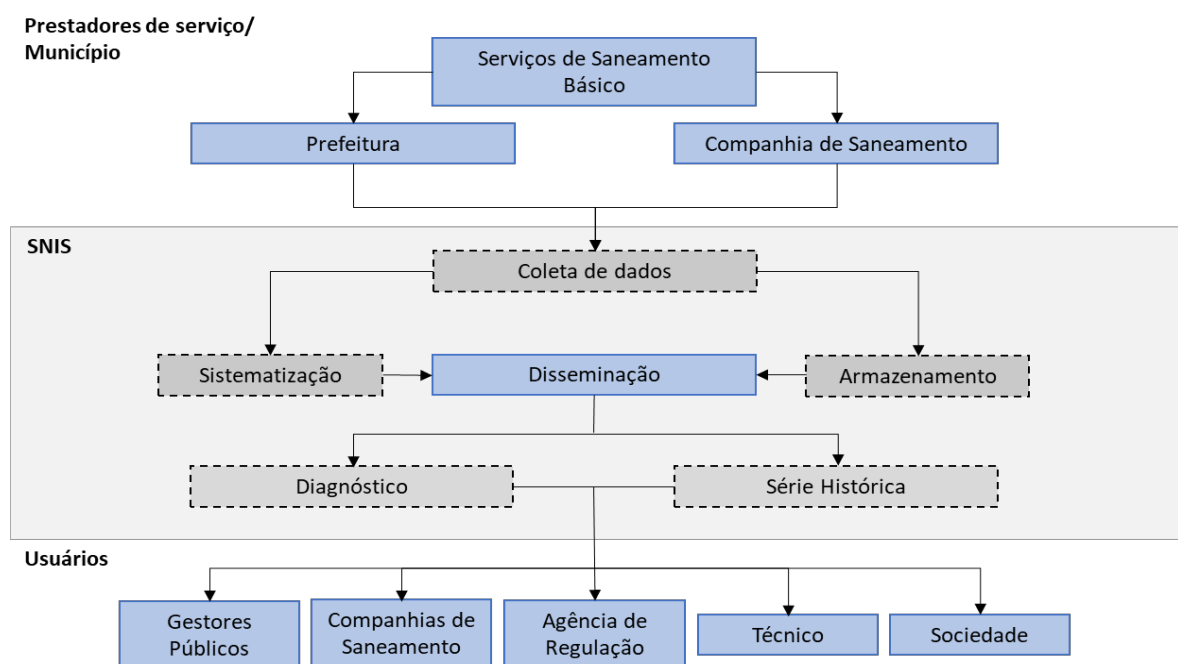 Prestadores de serviço/
Município
Serviços de Saneamento
Básico
Prefeitura
Companhia de Saneamento
SNIS
Coleta de dados
Sistematização
Disseminação
Armazenamento
Diagnóstico
Série Histórica
Usuários
Gestores
Públicos
Companhias de
Saneamento
Agência de
Regulação
Técnico
Sociedade